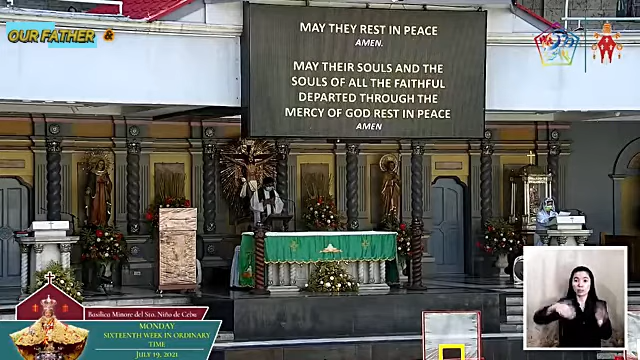 OUR FATHER &
MAY THEY REST IN PEACE
AMEN.
MAY THEIR SOULS AND THE
SOULS OF ALL THE FAITHFUL
DEPARTED THROUGH THE
MERCY OF GOD REST IN PEACE
AMEN
Basilica Minore del Sto. Niño de Cebu
MONDAY
SIXTEENTH WEEK IN ORDINARY
TIME
JULY 19, 2021